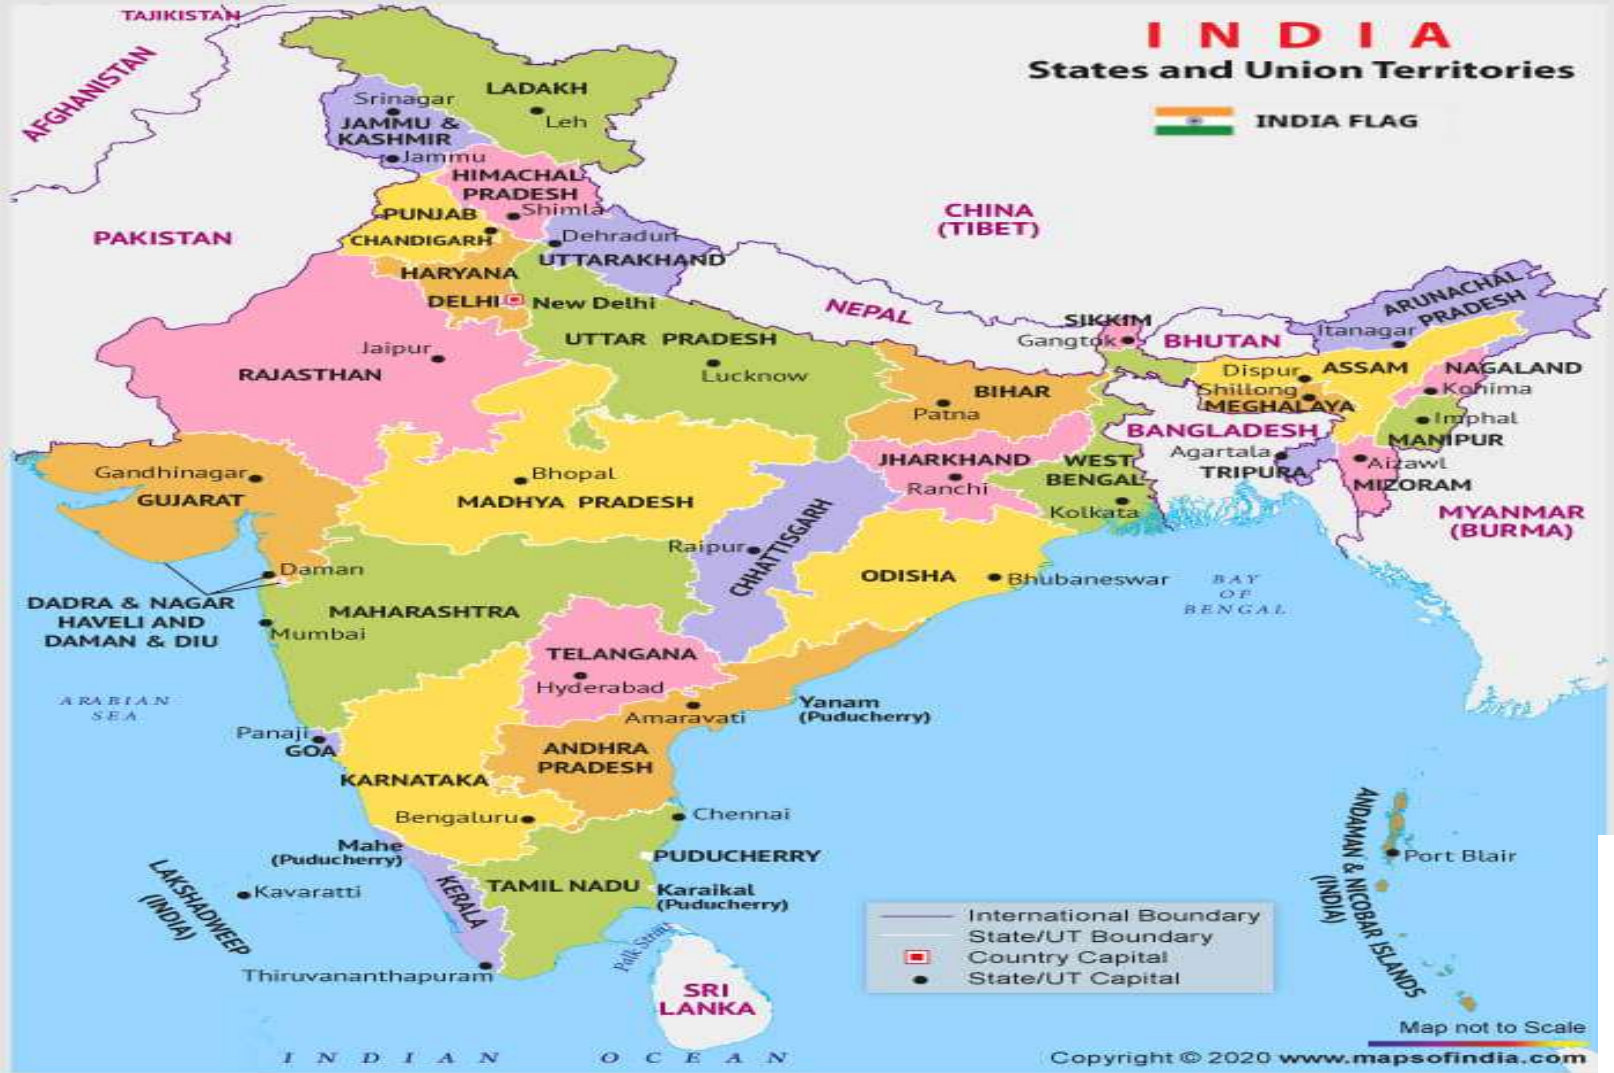 INDIA
States and Union Territories
INDIA FLAG
TAJIKISTAN
AFGHANISTAN
PAKISTAN
CHINA
(TIBET)
NEPAL
BHUTAN
BANGLADESH
MYANMAR
(BURMA)
SRI
LANKA
LADAKH
Leh
Srinagar
JAMMU &
KASHMIR
Jammu
HIMACHAL
PRADESH
Shimla
PUNJAB
CHANDIGARH
Dehradun
UTTARAKHAND
HARYANA
DELHI
New Delhi
UTTAR PRADESH
Lucknow
Jaipur
RAJASTHAN
SIKKIM
Gangtok
ARUNACHAL
PRADESH
Itanagar
Dispur
ASSAM
NAGALAND
Kohima
Shillong
MEGHALAYA
Imphal
MANIPUR
Agartala
TRIPURA
Aizawl
MIZORAM
BIHAR
Patna
JHARKHAND
Ranchi
WEST
BENGAL
Kolkata
Gandhinagar
GUJARAT
Bhopal
MADHYA PRADESH
Raipur
CHHATTISGARH
ODISHA
Bhubaneswar
BAY
OF
BENGAL
Daman
DADRA & NAGAR
HAVELI AND
DAMAN & DIU
MAHARASHTRA
Mumbai
TELANGANA
Hyderabad
Amaravati
Yanam
(Puducherry)
ARABIAN
SEA
Panaji
GOA
KARNATAKA
ANDHRA
PRADESH
Bengaluru
Chennai
Mahe
(Puducherry)
PUDUCHERRY
TAMIL NADU
Karaikal
(Puducherry)
KERALA
LAKSHADWEEP
(INDIA)
Kavaratti
Thiruvananthapuram
Palk Strait
ANDAMAN & NICOBAR ISLANDS
(INDIA)
Port Blair
International Boundary
State/UT Boundary
Country Capital
State/UT Capital
INDIAN OCEAN
Map not to Scale
Copyright © 2020 www.mapsofindia.com